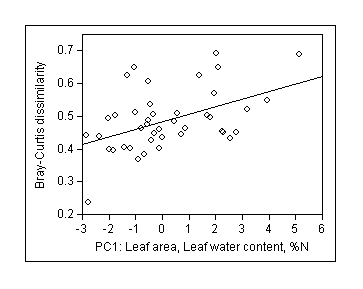 Bray-Curtis dissimilarity
0.7
0.6
0.5
0.4
0.3
0.2
-3 -2 -1 0 1 2 3 4 5 6
PC1: Leaf area, Leaf water content, %N